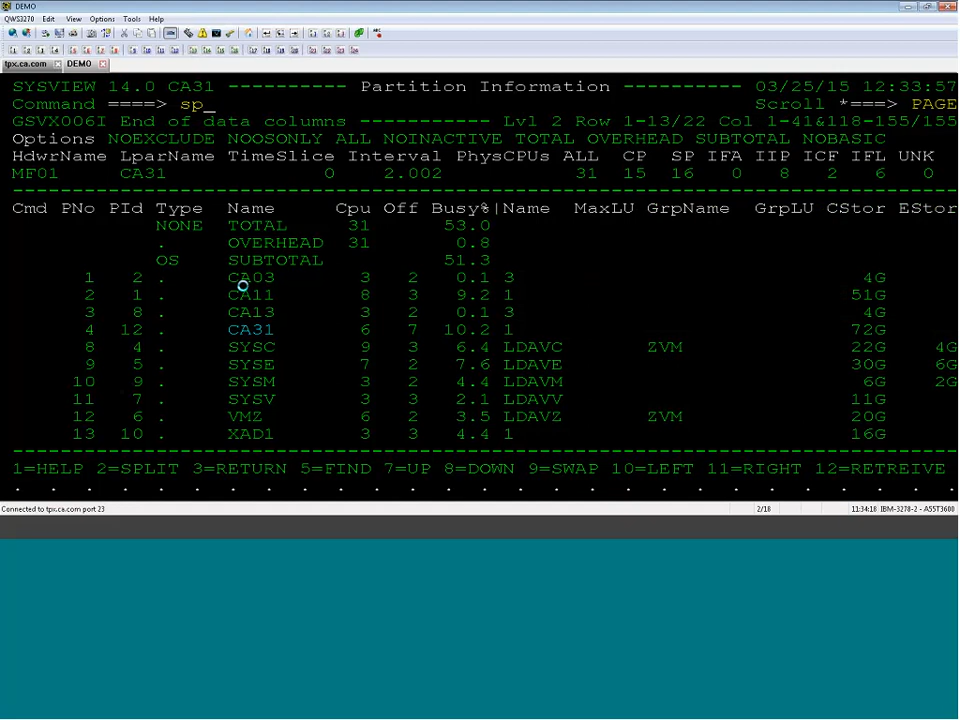 DEMO
QWS3270 Edit View Options Tools Help
tpx.ca.com DEMO
SYSVIEW 14.0 CA31 ---------- Partition Information ---------- 03/25/15 12:33:57
Command ====> sp_ Scroll *===> PAGE
GSVX006I End of data columns ----------- Lvl 2 Row 1-13/22 Col 1-41&118-155/155
Options NOEXCLUDE NOOSONLY ALL NOINACTIVE TOTAL OVERHEAD SUBTOTAL NOBASIC
HdwrName LparName TimeSlice Interval PhysCPUs ALL CP SP IFA IIP ICF IFL UNK
MF01 CA31 0 2.002 31 15 16 0 8 2 6 0
-------------------------------------------------------------------------------
Cmd PNo PId Type Name Cpu Off Busy%|Name MaxLU GrpName GrpLU CStor EStor
NONE TOTAL 31 53.0
. OVERHEAD 31 0.8
OS SUBTOTAL 51.3
1 2 . CA03 3 2 0.1 3 4G
2 1 . CA11 8 3 9.2 1 51G
3 8 . CA13 3 2 0.1 3 4G
4 12 . CA31 6 7 10.2 1 72G
8 4 . SYSC 9 3 6.4 LDAVC ZVM 22G 4G
9 5 . SYSE 7 2 7.6 LDAVE 30G 6G
10 9 . SYSM 3 2 4.4 LDAVM 6G 2G
11 7 . SYSV 3 3 2.1 LDAVV 11G
12 6 . VMZ 6 2 3.5 LDAVZ ZVM 20G
13 10 . XAD1 3 3 4.4 1 16G
-------------------------------------------------------------------------------
1=HELP 2=SPLIT 3=RETURN 5=FIND 7=UP 8=DOWN 9=SWAP 10=LEFT 11=RIGHT 12=RETREIVE
Connected to tpx.ca.com port 23 2/18 11:34:18 IBM-3278-2 - A55T3600